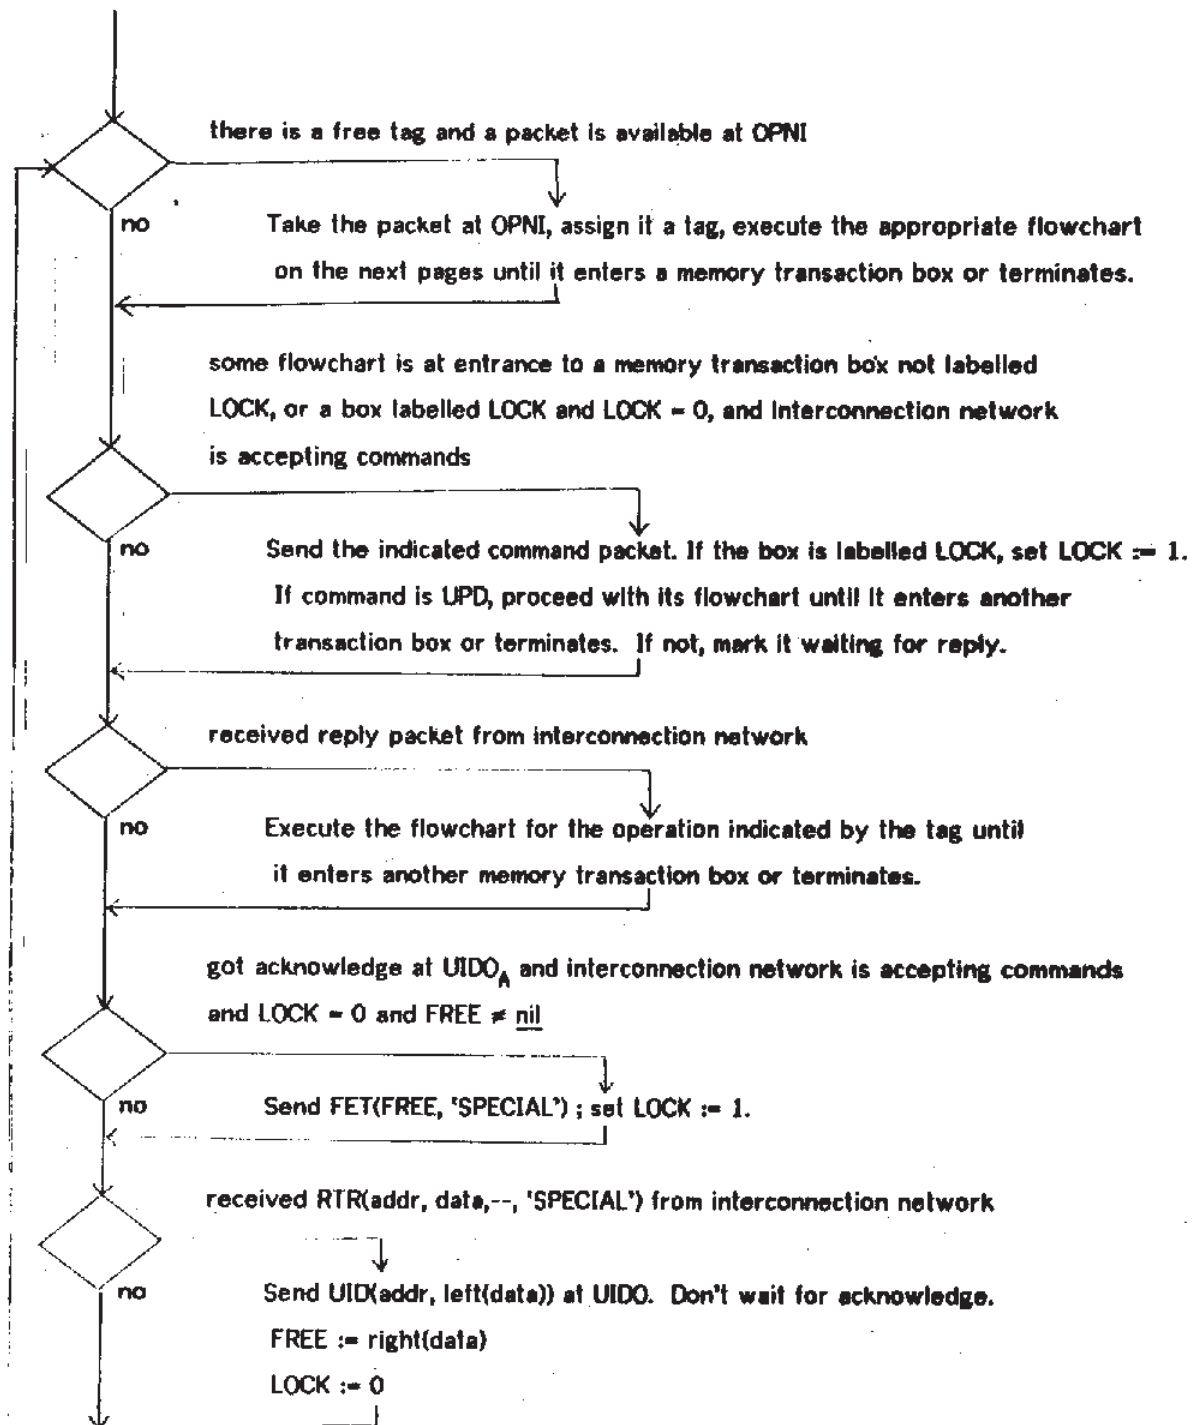 there is a free tag and a packet is available at OPNI
no
Take the packet at OPNI, assign it a tag, execute the appropriate flowchart
on the next pages until it enters a memory transaction box or terminates.
some flowchart is at entrance to a memory transaction box not labelled
LOCK, or a box labelled LOCK and LOCK = 0, and interconnection network
is accepting commands
no
Send the indicated command packet. If the box is labelled LOCK, set LOCK := 1.
If command is UPD, proceed with its flowchart until it enters another
transaction box or terminates. If not, mark it waiting for reply.
received reply packet from interconnection network
no
Execute the flowchart for the operation indicated by the tag until
it enters another memory transaction box or terminates.
got acknowledge at UIDO_A and interconnection network is accepting commands
and LOCK = 0 and FREE ≠ nil
no
Send FET(FREE, 'SPECIAL') ; set LOCK := 1.
received RTR(addr, data,--, 'SPECIAL') from interconnection network
no
Send UID(addr, left(data)) at UIDO. Don't wait for acknowledge.
FREE := right(data)
LOCK := 0